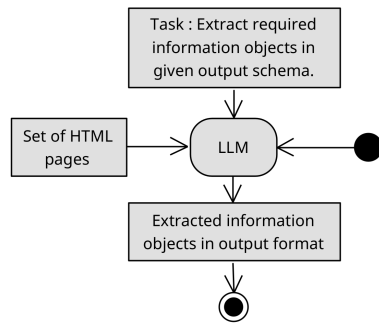 Task : Extract required
information objects in
given output schema.
Set of HTML
pages
LLM
Extracted information
objects in output format